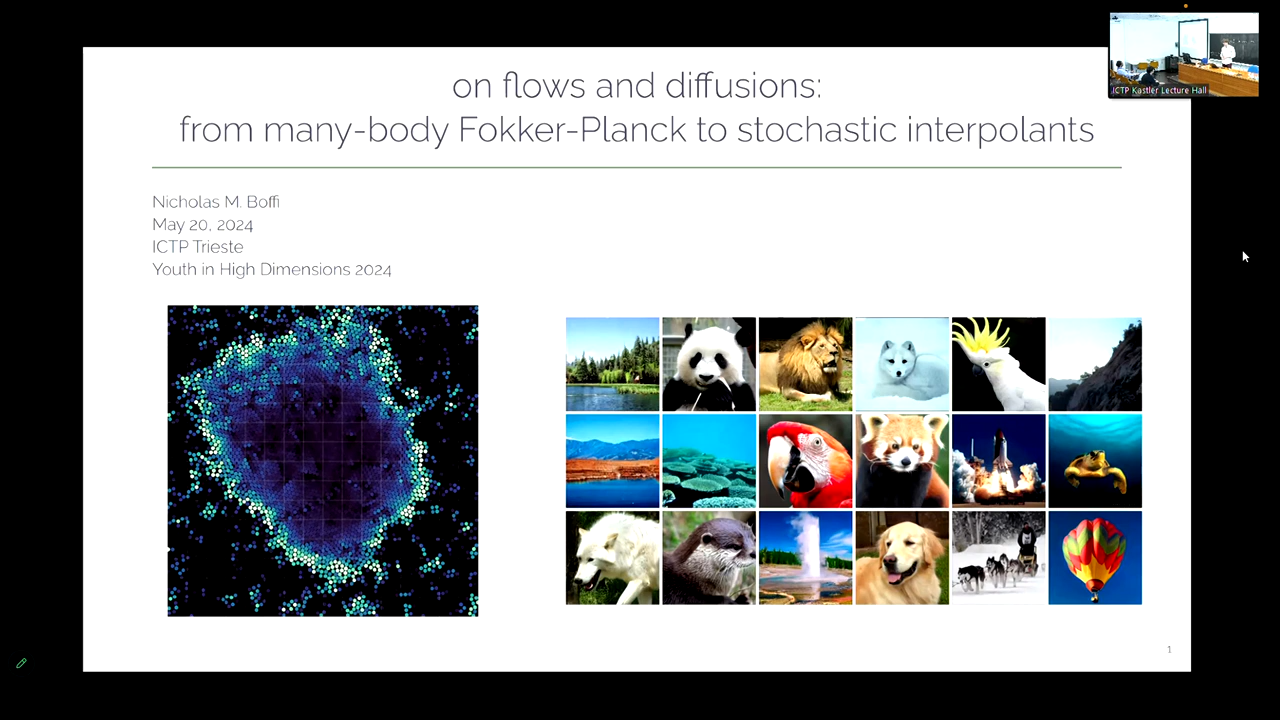 on flows and diffusions:
from many-body Fokker-Planck to stochastic interpolants
Nicholas M. Boffi
May 20, 2024
ICTP Trieste
Youth in High Dimensions 2024
ICTP Kastler Lecture Hall
1